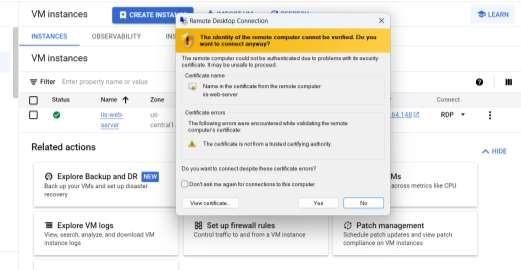 VM instances
CREATE INSTANCE
REFRESH
LEARN
INSTANCES
OBSERVABILITY
VM instances
Filter Enter property name or value
Status Name Zone Connect
iis-web-server us-central1 64.148 RDP
Related actions
HIDE
Explore Backup and DR NEW
Back up your VMs and set up disaster
recovery
Ms
across metrics like CPU
Explore VM logs
View, search, analyze, and download VM
instance logs
Set up firewall rules
Control traffic to and from a VM instance
Patch management
Schedule patch updates and view patch
compliance on VM instances
Remote Desktop Connection
The identity of the remote computer cannot be verified. Do you
want to connect anyway?
The remote computer could not be authenticated due to problems with its security
certificate. It may be unsafe to proceed.
Certificate name
Name in the certificate from the remote computer:
iis-web-server
Certificate errors
The following errors were encountered while validating the remote
computer's certificate:
The certificate is not from a trusted certifying authority.
Do you want to connect despite these certificate errors?
Don't ask me again for connections to this computer
View certificate...
Yes
No